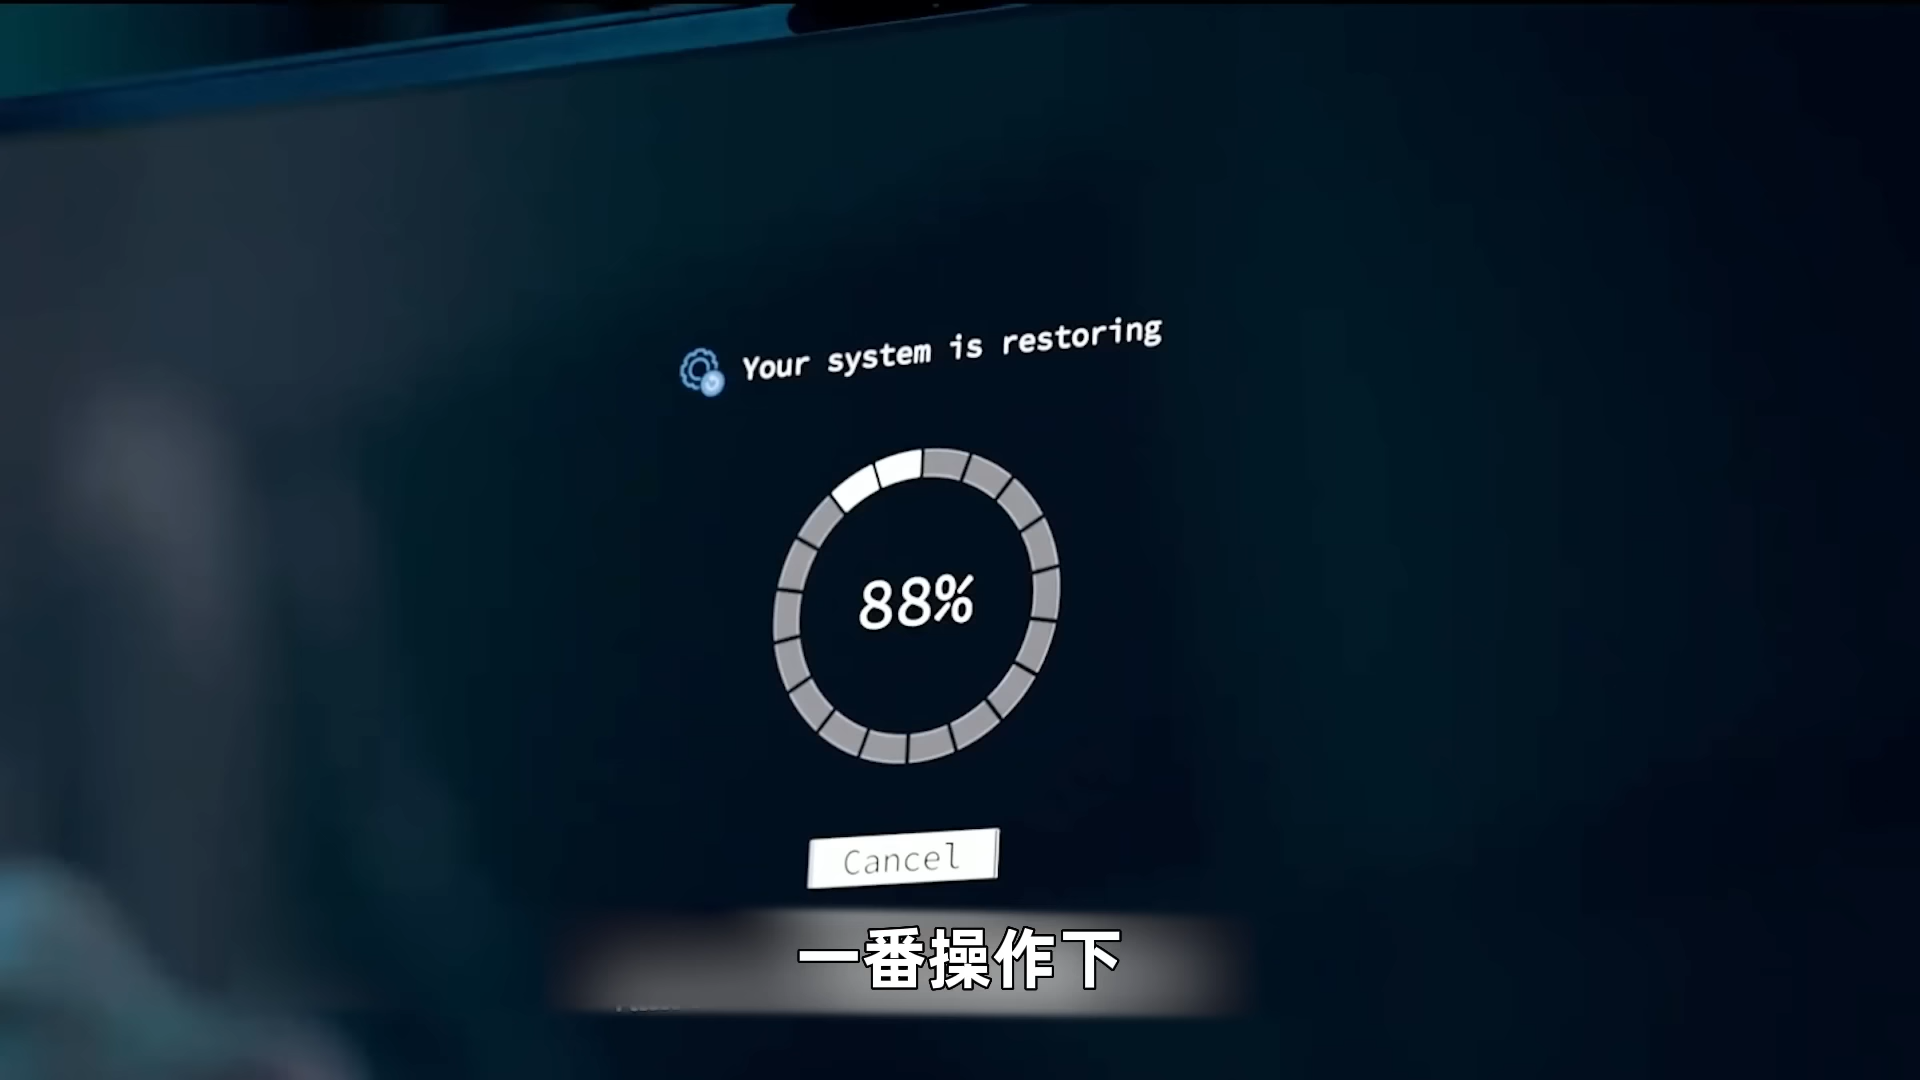 Your system is restoring
88%
Cancel
一番操作下